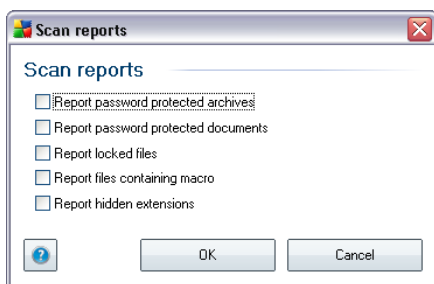 Scan reports
Scan reports
Report password protected archives
Report password protected documents
Report locked files
Report files containing macro
Report hidden extensions
?
OK
Cancel